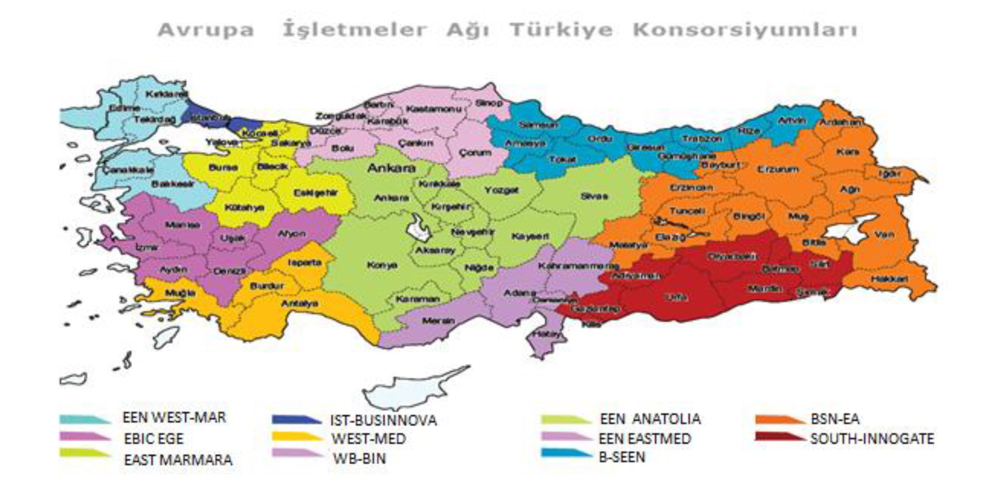 Avrupa İşletmeler Ağı Türkiye Konsorsiyumları
Kırklareli
Edirne
Tekirdağ
İstanbul
Kocaeli
Yalova
Sakarya
Düzce
Zonguldak
Bartın
Karabük
Kastamonu
Sinop
Bolu
Çankırı
Çorum
Samsun
Amasya
Tokat
Ordu
Giresun
Gümüşhane
Trabzon
Rize
Artvin
Ardahan
Kars
Bayburt
Erzurum
Iğdır
Ağrı
Çanakkale
Balıkesir
Bursa
Bilecik
Kütahya
Eskişehir
Ankara
Ankara
Kırıkkale
Kırşehir
Yozgat
Sivas
Erzincan
Tunceli
Bingöl
Muş
Van
Bitlis
Elazığ
Malatya
Manisa
Uşak
Afyon
İzmir
Aydın
Denizli
Isparta
Burdur
Muğla
Antalya
Konya
Aksaray
Nevşehir
Niğde
Kayseri
Karaman
Mersin
Adana
Kahramanmaraş
Osmaniye
Hatay
Kilis
Gaziantep
Adıyaman
Urfa
Diyarbakır
Batman
Siirt
Mardin
Şırnak
Hakkari
EEN WEST-MAR
EBIC EGE
EAST MARMARA
IST-BUSINNOVA
WEST-MED
WB-BIN
EEN ANATOLIA
EEN EASTMED
B-SEEN
BSN-EA
SOUTH-INNOGATE